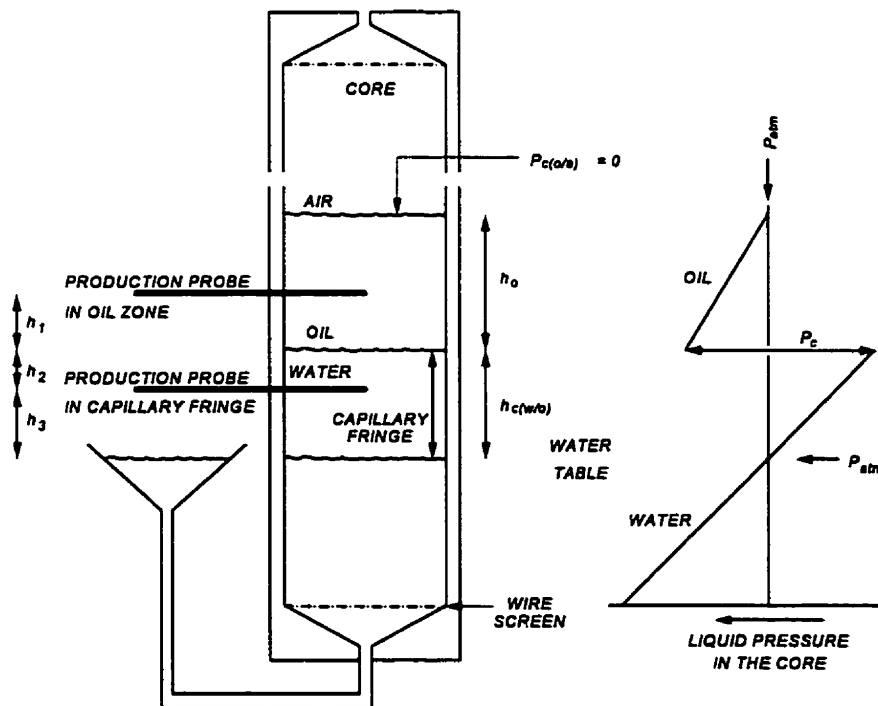 CORE
P_c(o/a) = 0
AIR
PRODUCTION PROBE
IN OIL ZONE
h_1
h_o
OIL
WATER
h_2
PRODUCTION PROBE
IN CAPILLARY FRINGE
h_3
CAPILLARY
FRINGE
h_c(w/o)
WATER
TABLE
WIRE
SCREEN
P_atm
OIL
P_c
P_atm
WATER
LIQUID PRESSURE
IN THE CORE